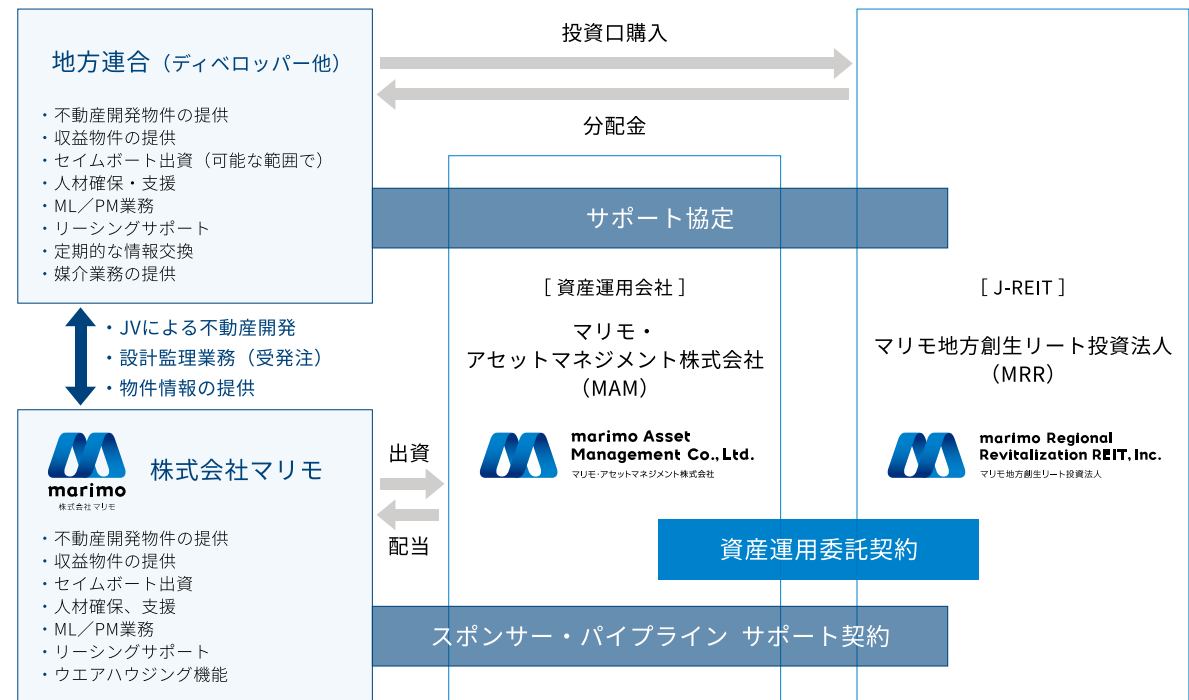 地方連合（ディベロッパー他）
・不動産開発物件の提供
・収益物件の提供
・セイムボート出資（可能な範囲で）
・人材確保・支援
・ML／PM業務
・リーシングサポート
・定期的な情報交換
・媒介業務の提供
投資口購入
分配金
サポート協定
・JVによる不動産開発
・設計監理業務（受発注）
・物件情報の提供
［ 資産運用会社 ］
マリモ・
アセットマネジメント株式会社
（MAM）
marimo Asset
Management Co., Ltd.
マリモ・アセットマネジメント株式会社
［ J-REIT ］
マリモ地方創生リート投資法人
（MRR）
marimo Regional
Revitalization REIT, Inc.
マリモ地方創生リート投資法人
marimo
株式会社マリモ
株式会社マリモ
・不動産開発物件の提供
・収益物件の提供
・セイムボート出資
・人材確保、支援
・ML／PM業務
・リーシングサポート
・ウエアハウジング機能
出資
配当
資産運用委託契約
スポンサー・パイプライン サポート契約